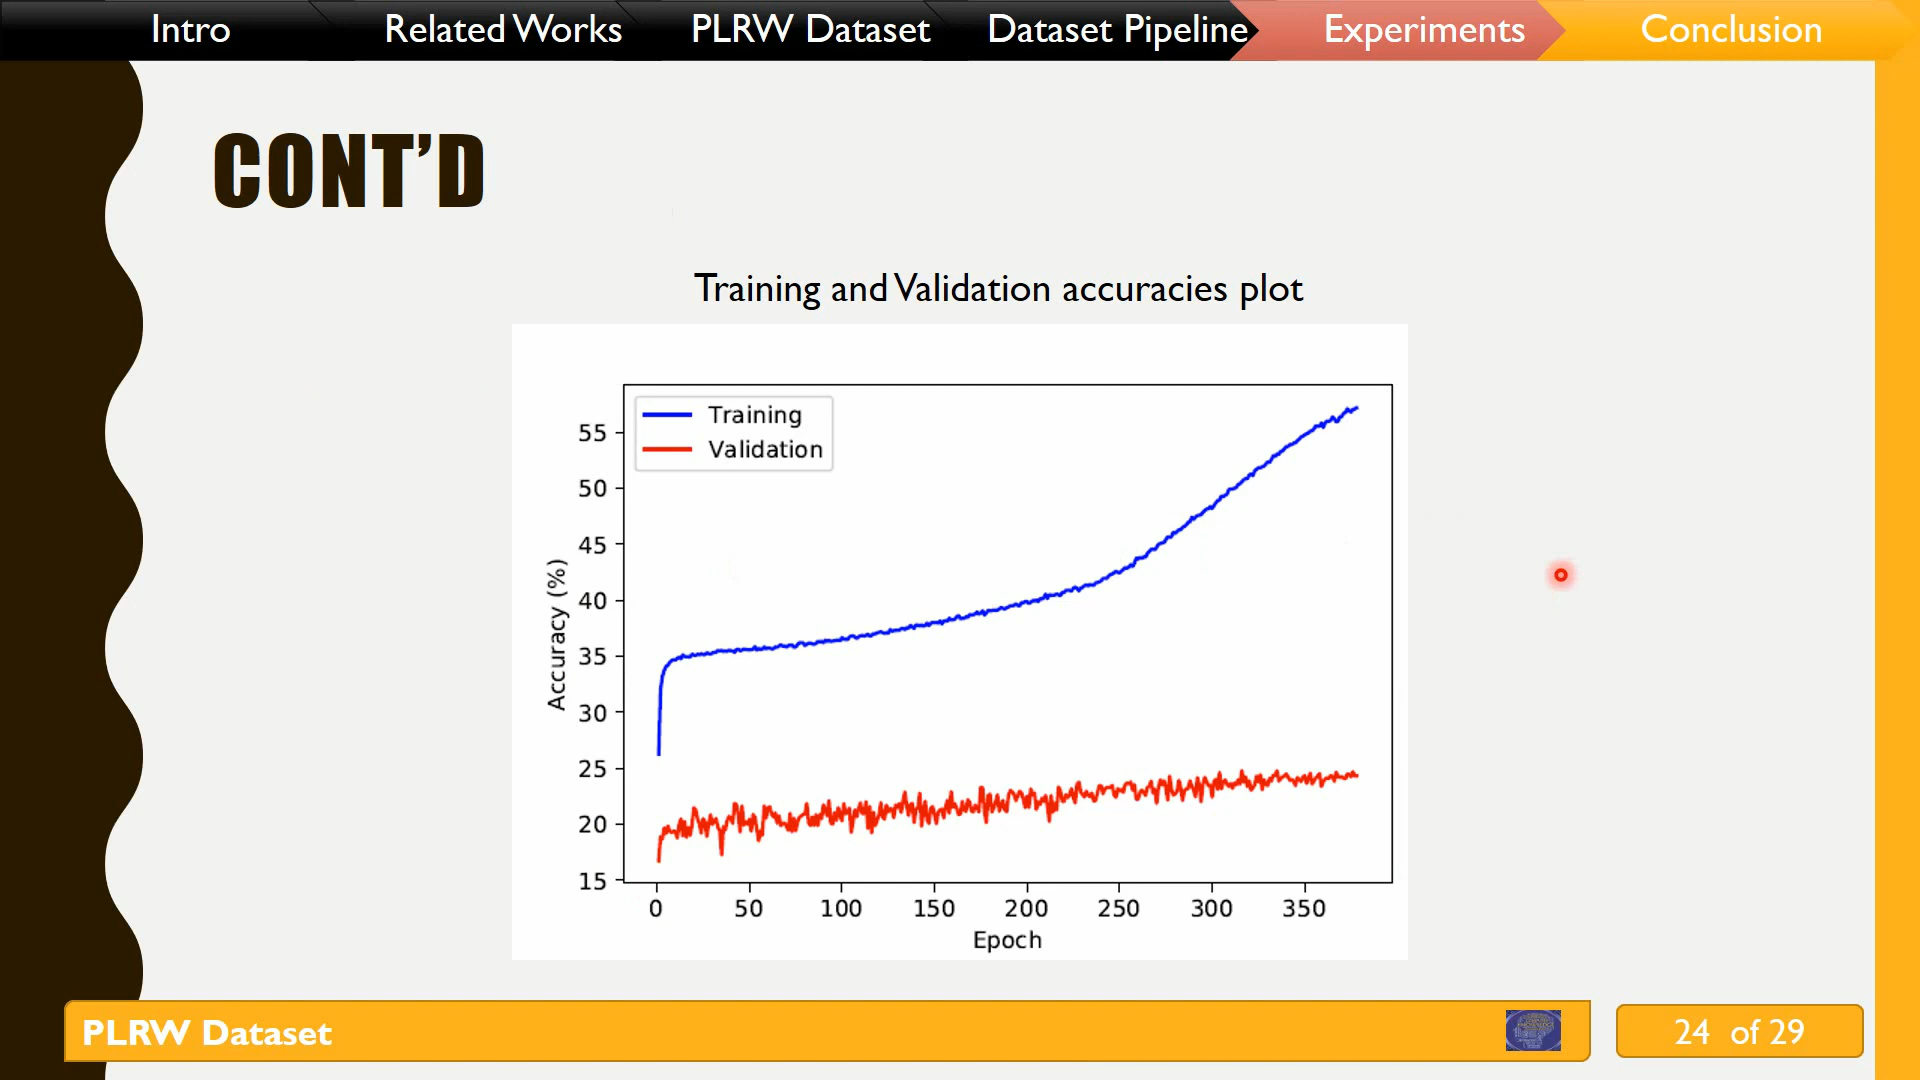 Intro Related Works PLRW Dataset Dataset Pipeline Experiments Conclusion
CONT'D
Training and Validation accuracies plot
Training
Validation
55
50
45
40
35
30
25
20
15
Accuracy (%)
0 50 100 150 200 250 300 350
Epoch
PLRW Dataset
24 of 29